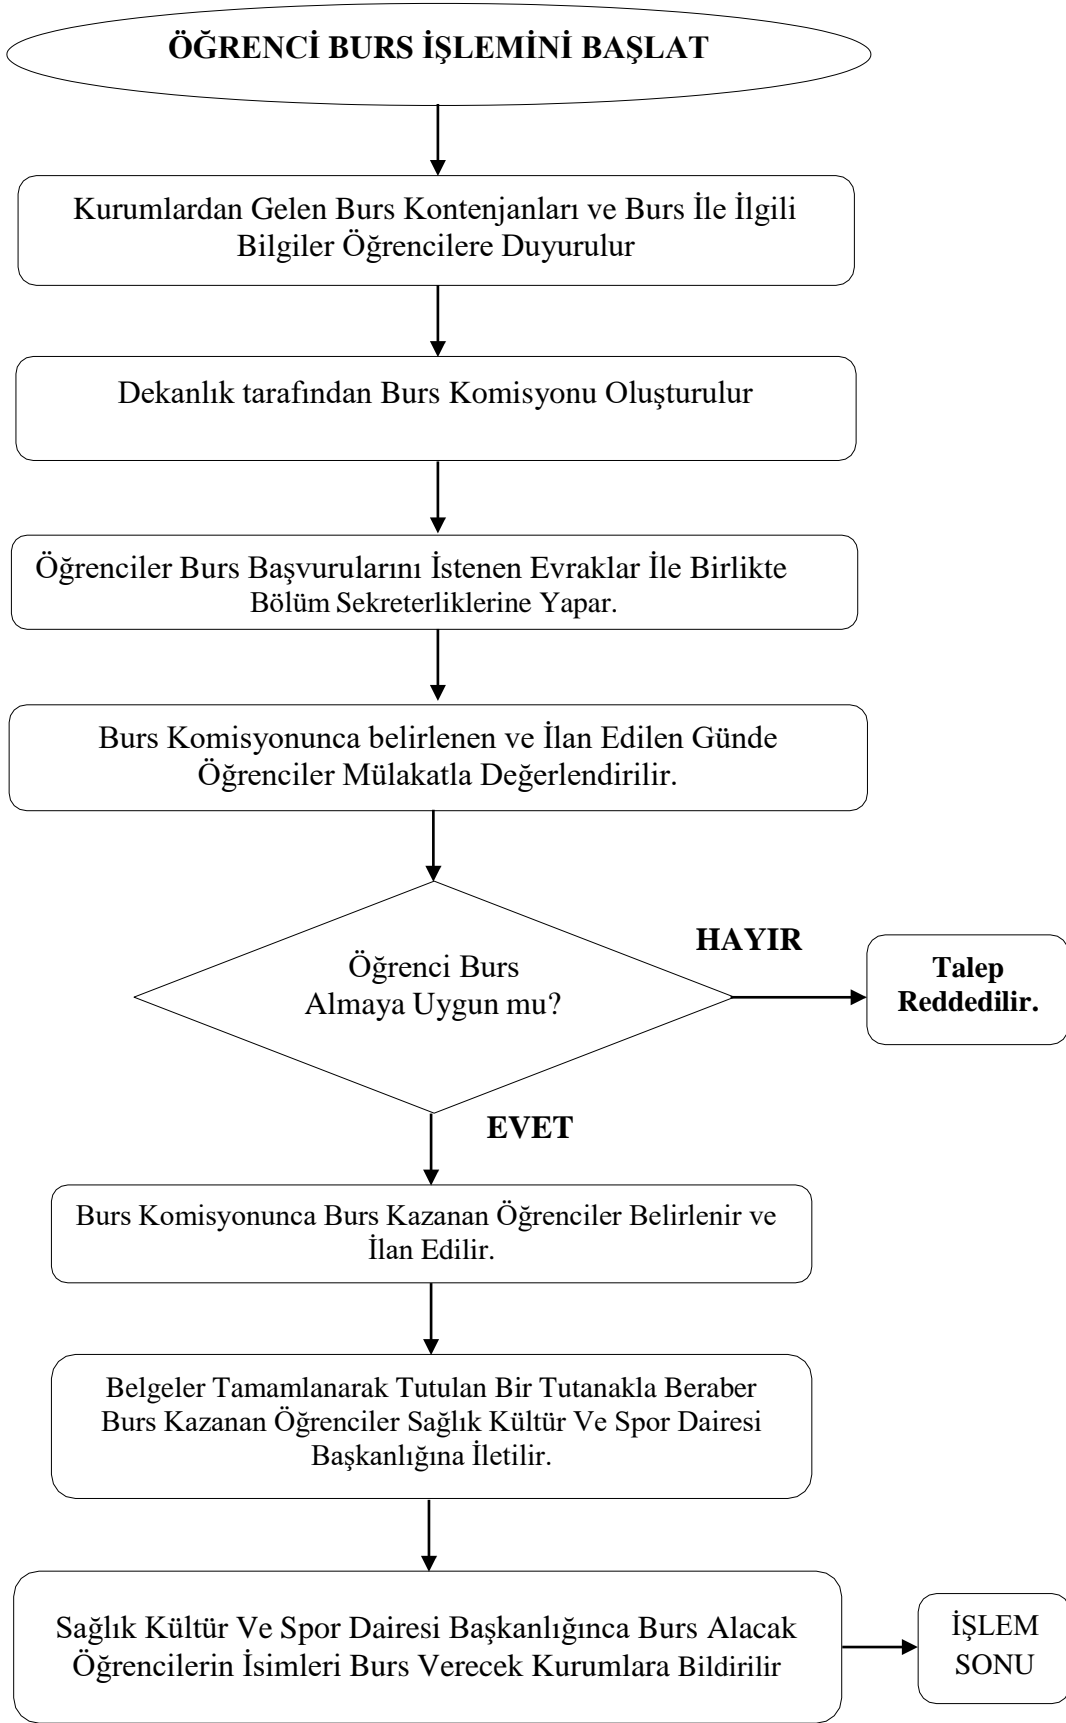 ÖĞRENCİ BURS İŞLEMİNİ BAŞLAT
Kurumlardan Gelen Burs Kontenjanları ve Burs İle İlgili
Bilgiler Öğrencilere Duyurulur
Dekanlık tarafından Burs Komisyonu Oluşturulur
Öğrenciler Burs Başvurularını İstenen Evraklar İle Birlikte
Bölüm Sekreterliklerine Yapar.
Burs Komisyonunca belirlenen ve İlan Edilen Günde
Öğrenciler Mülakatla Değerlendirilir.
Öğrenci Burs
Almaya Uygun mu?
HAYIR
Talep
Reddedilir.
EVET
Burs Komisyonunca Burs Kazanan Öğrenciler Belirlenir ve
İlan Edilir.
Belgeler Tamamlanarak Tutulan Bir Tutanakla Beraber
Burs Kazanan Öğrenciler Sağlık Kültür Ve Spor Dairesi
Başkanlığına İletilir.
Sağlık Kültür Ve Spor Dairesi Başkanlığınca Burs Alacak
Öğrencilerin İsimleri Burs Verecek Kurumlara Bildirilir
İŞLEM
SONU